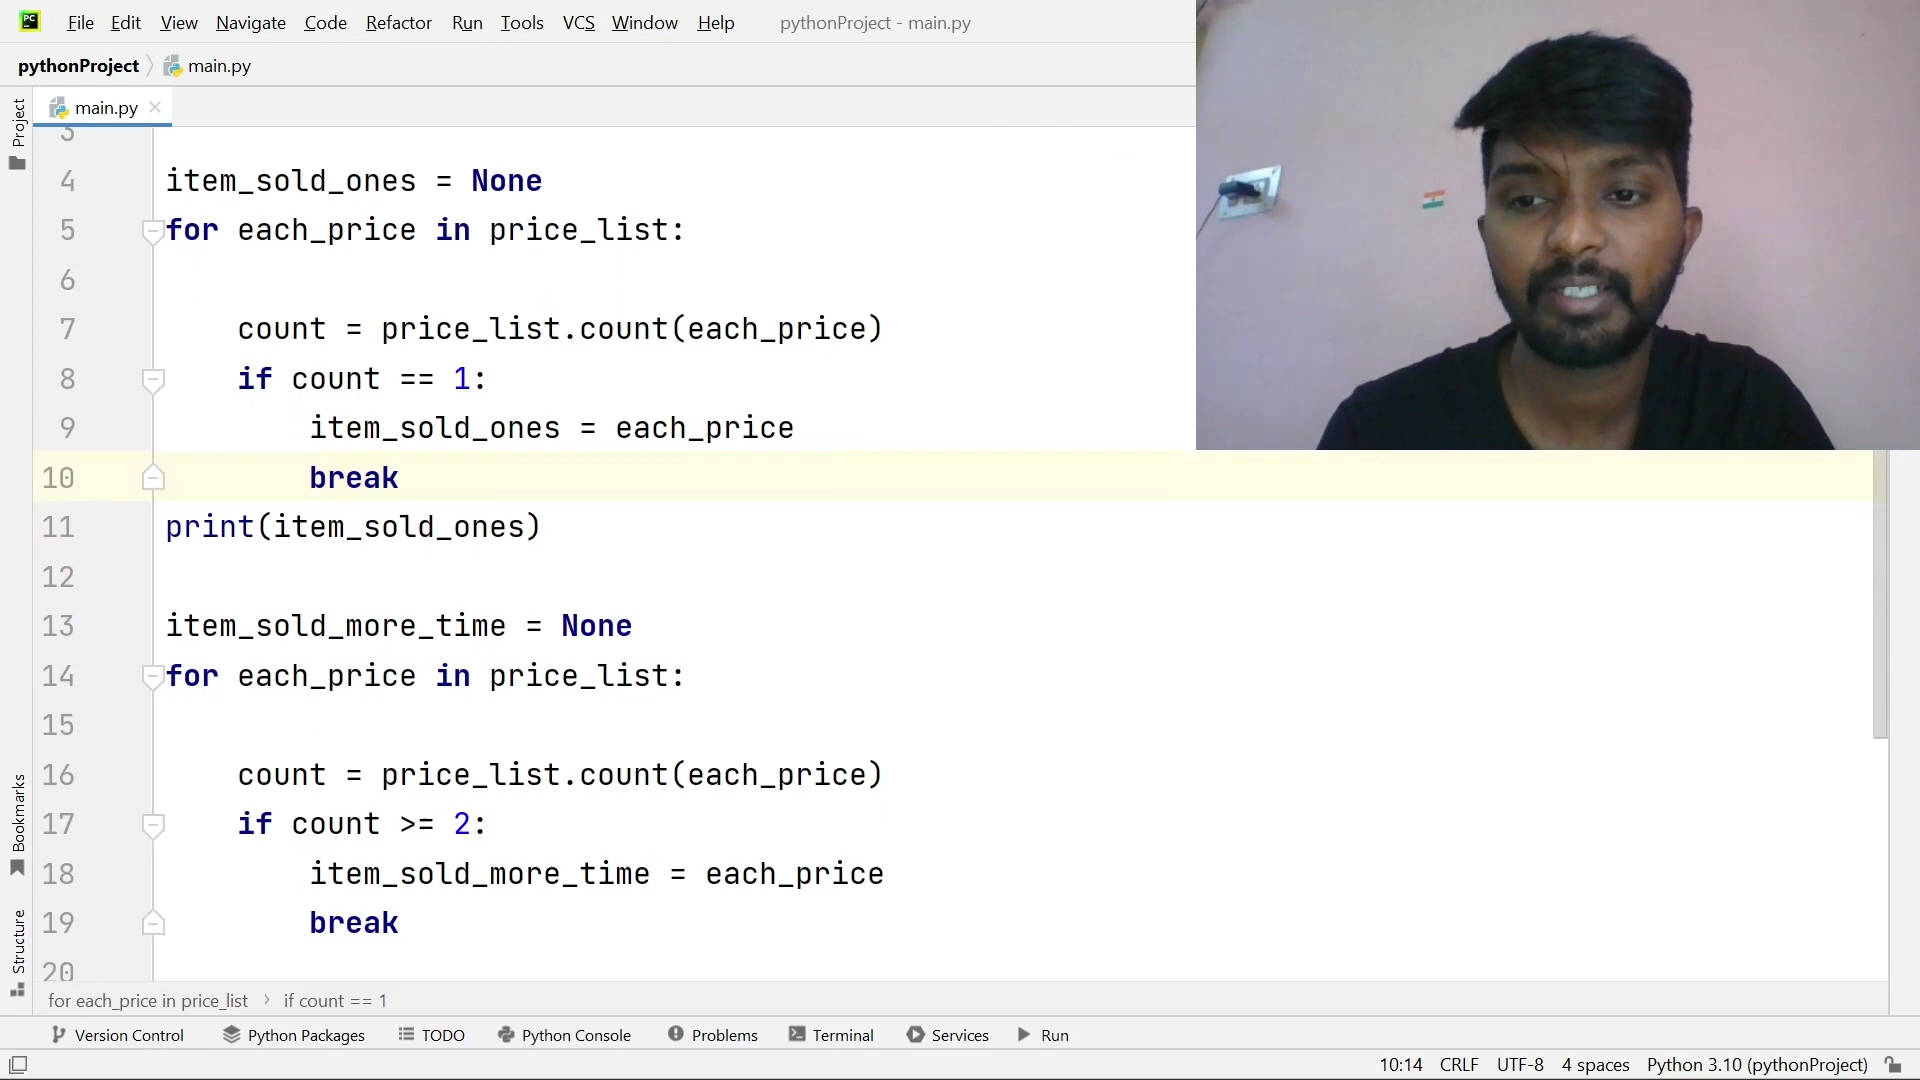 PC File Edit View Navigate Code Refactor Run Tools VCS Window Help pythonProject - main.py
pythonProject main.py
Project
main.py
3
4 item_sold_ones = None
5 for each_price in price_list:
6
7 count = price_list.count(each_price)
8 if count == 1:
9 item_sold_ones = each_price
10 break
11 print(item_sold_ones)
12
13 item_sold_more_time = None
14 for each_price in price_list:
15
16 count = price_list.count(each_price)
17 if count >= 2:
18 item_sold_more_time = each_price
19 break
20
Bookmarks
Structure
for each_price in price_list › if count == 1
Version Control Python Packages TODO Python Console Problems Terminal Services Run
10:14 CRLF UTF-8 4 spaces Python 3.10 (pythonProject)